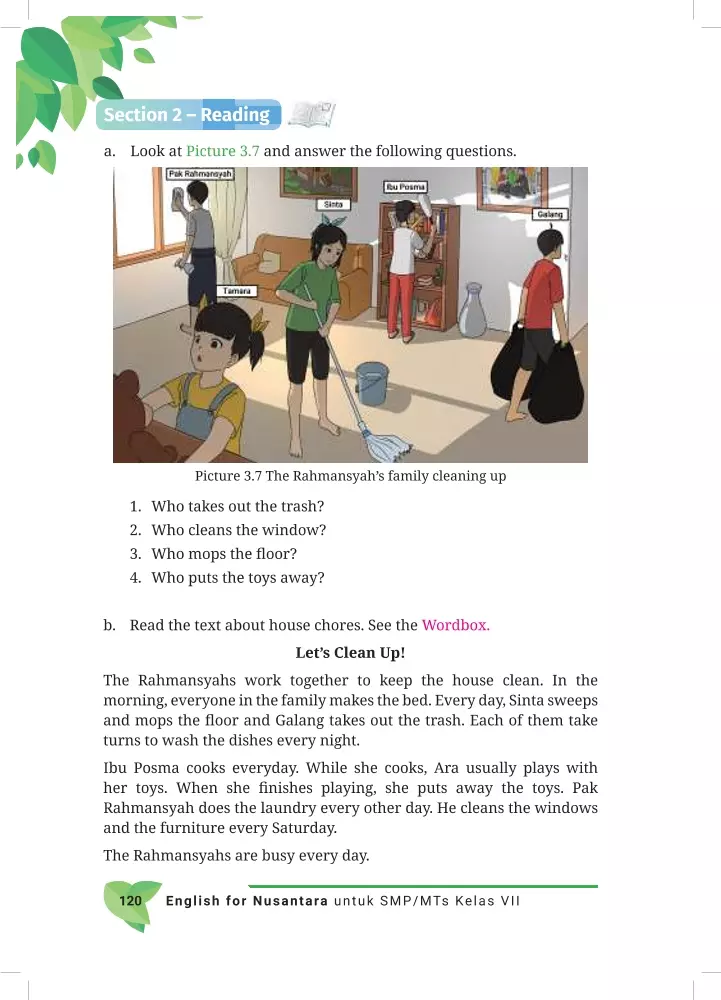 Section 2 – Reading
a. Look at Picture 3.7 and answer the following questions.
Pak Rahmansyah
Ibu Posma
Sinta
Galang
Tamara
Picture 3.7 The Rahmansyah's family cleaning up
1. Who takes out the trash?
2. Who cleans the window?
3. Who mops the floor?
4. Who puts the toys away?
b. Read the text about house chores. See the Wordbox.
Let's Clean Up!
The Rahmansyahs work together to keep the house clean. In the
morning, everyone in the family makes the bed. Every day, Sinta sweeps
and mops the floor and Galang takes out the trash. Each of them take
turns to wash the dishes every night.
Ibu Posma cooks everyday. While she cooks, Ara usually plays with
her toys. When she finishes playing, she puts away the toys. Pak
Rahmansyah does the laundry every other day. He cleans the windows
and the furniture every Saturday.
The Rahmansyahs are busy every day.
120 English for Nusantara untuk SMP/MTs Kelas VII